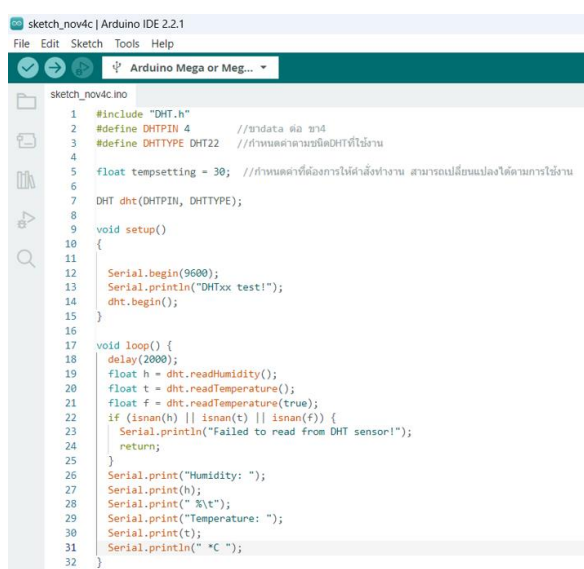 sketch_nov4c | Arduino IDE 2.2.1
File Edit Sketch Tools Help
Arduino Mega or Meg...
sketch_nov4c.ino
1 #include "DHT.h"
2 #define DHTPIN 4 //ขาdata ต่อ ขา4
3 #define DHTTYPE DHT22 //กำหนดค่าตามชนิดDHTที่ใช้งาน
4
5 float tempsetting = 30; //กำหนดค่าที่ต้องการให้คำสั่งทำงาน สามารถเปลี่ยนแปลงได้ตามการใช้งาน
6
7 DHT dht(DHTPIN, DHTTYPE);
8
9 void setup()
10 {
11
12 Serial.begin(9600);
13 Serial.println("DHTxx test!");
14 dht.begin();
15 }
16
17 void loop() {
18 delay(2000);
19 float h = dht.readHumidity();
20 float t = dht.readTemperature();
21 float f = dht.readTemperature(true);
22 if (isnan(h) || isnan(t) || isnan(f)) {
23 Serial.println("Failed to read from DHT sensor!");
24 return;
25 }
26 Serial.print("Humidity: ");
27 Serial.print(h);
28 Serial.print(" %\t");
29 Serial.print("Temperature: ");
30 Serial.print(t);
31 Serial.println(" *C ");
32 }